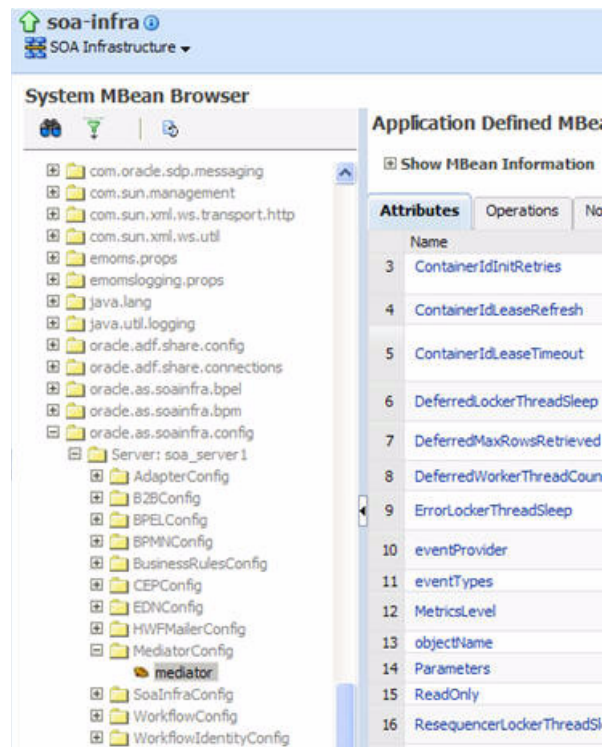 soa-infra
SOA Infrastructure
System MBean Browser
com.oracle.sdp.messaging
com.sun.management
com.sun.xml.ws.transport.http
com.sun.xml.ws.util
emoms.props
emomslogging.props
java.lang
java.util.logging
oracle.adf.share.config
oracle.adf.share.connections
oracle.as.soainfra.bpel
oracle.as.soainfra.bpm
oracle.as.soainfra.config
Server: soa_server1
AdapterConfig
B2BConfig
BPELConfig
BPMNConfig
BusinessRulesConfig
CEPConfig
EDNConfig
HWFMailerConfig
MediatorConfig
mediator
SoaInfraConfig
WorkflowConfig
WorkflowIdentityConfig
Application Defined MBea
Show MBean Information
Attributes Operations No
Name
3 ContainerIdInitRetries
4 ContainerIdLeaseRefresh
5 ContainerIdLeaseTimeout
6 DeferredLockerThreadSleep
7 DeferredMaxRowsRetrieved
8 DeferredWorkerThreadCoun
9 ErrorLockerThreadSleep
10 eventProvider
11 eventTypes
12 MetricsLevel
13 objectName
14 Parameters
15 ReadOnly
16 ResequencerLockerThreadSl